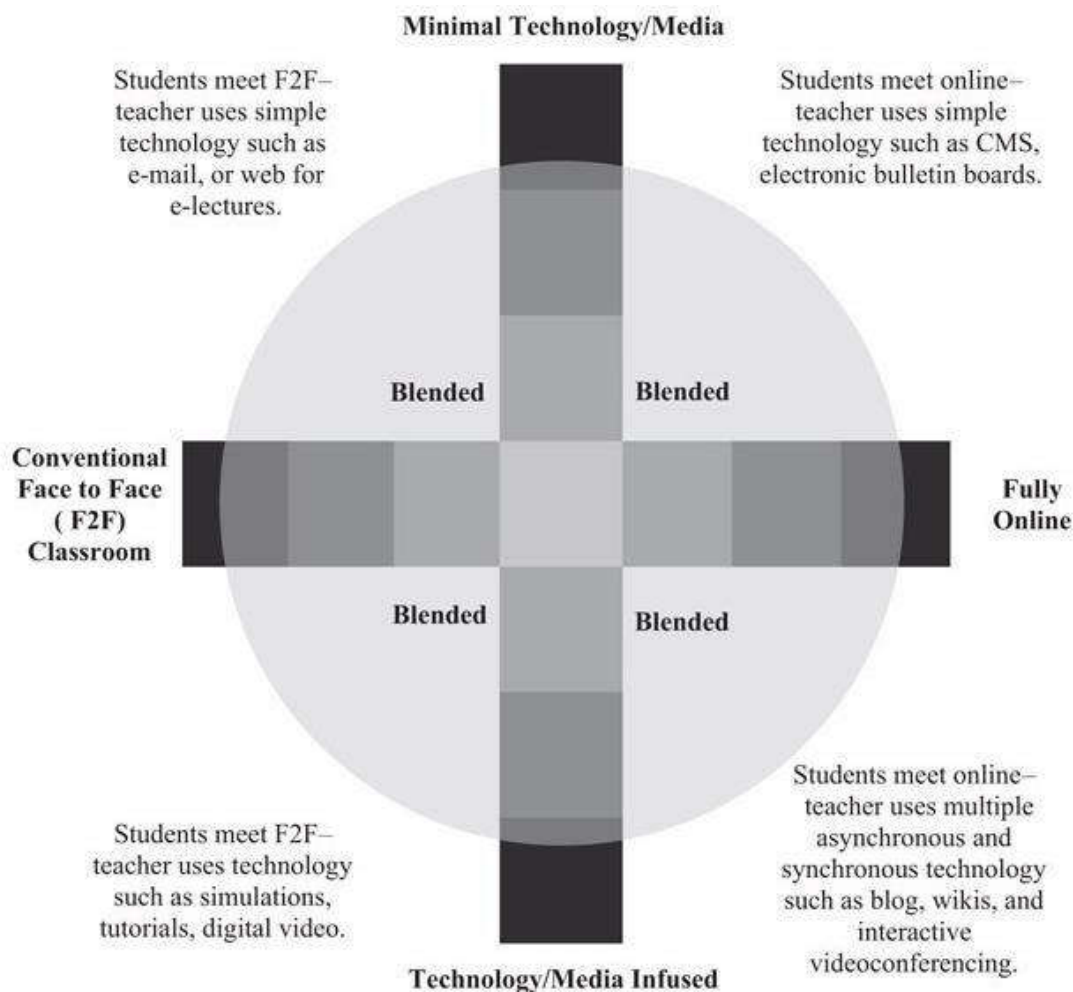 Minimal Technology/Media
Students meet F2F–
teacher uses simple
technology such as
e-mail, or web for
e-lectures.
Students meet online–
teacher uses simple
technology such as CMS,
electronic bulletin boards.
Blended
Blended
Conventional
Face to Face
( F2F)
Classroom
Fully
Online
Blended
Blended
Students meet F2F–
teacher uses technology
such as simulations,
tutorials, digital video.
Students meet online–
teacher uses multiple
asynchronous and
synchronous technology
such as blog, wikis, and
interactive
videoconferencing.
Technology/Media Infused